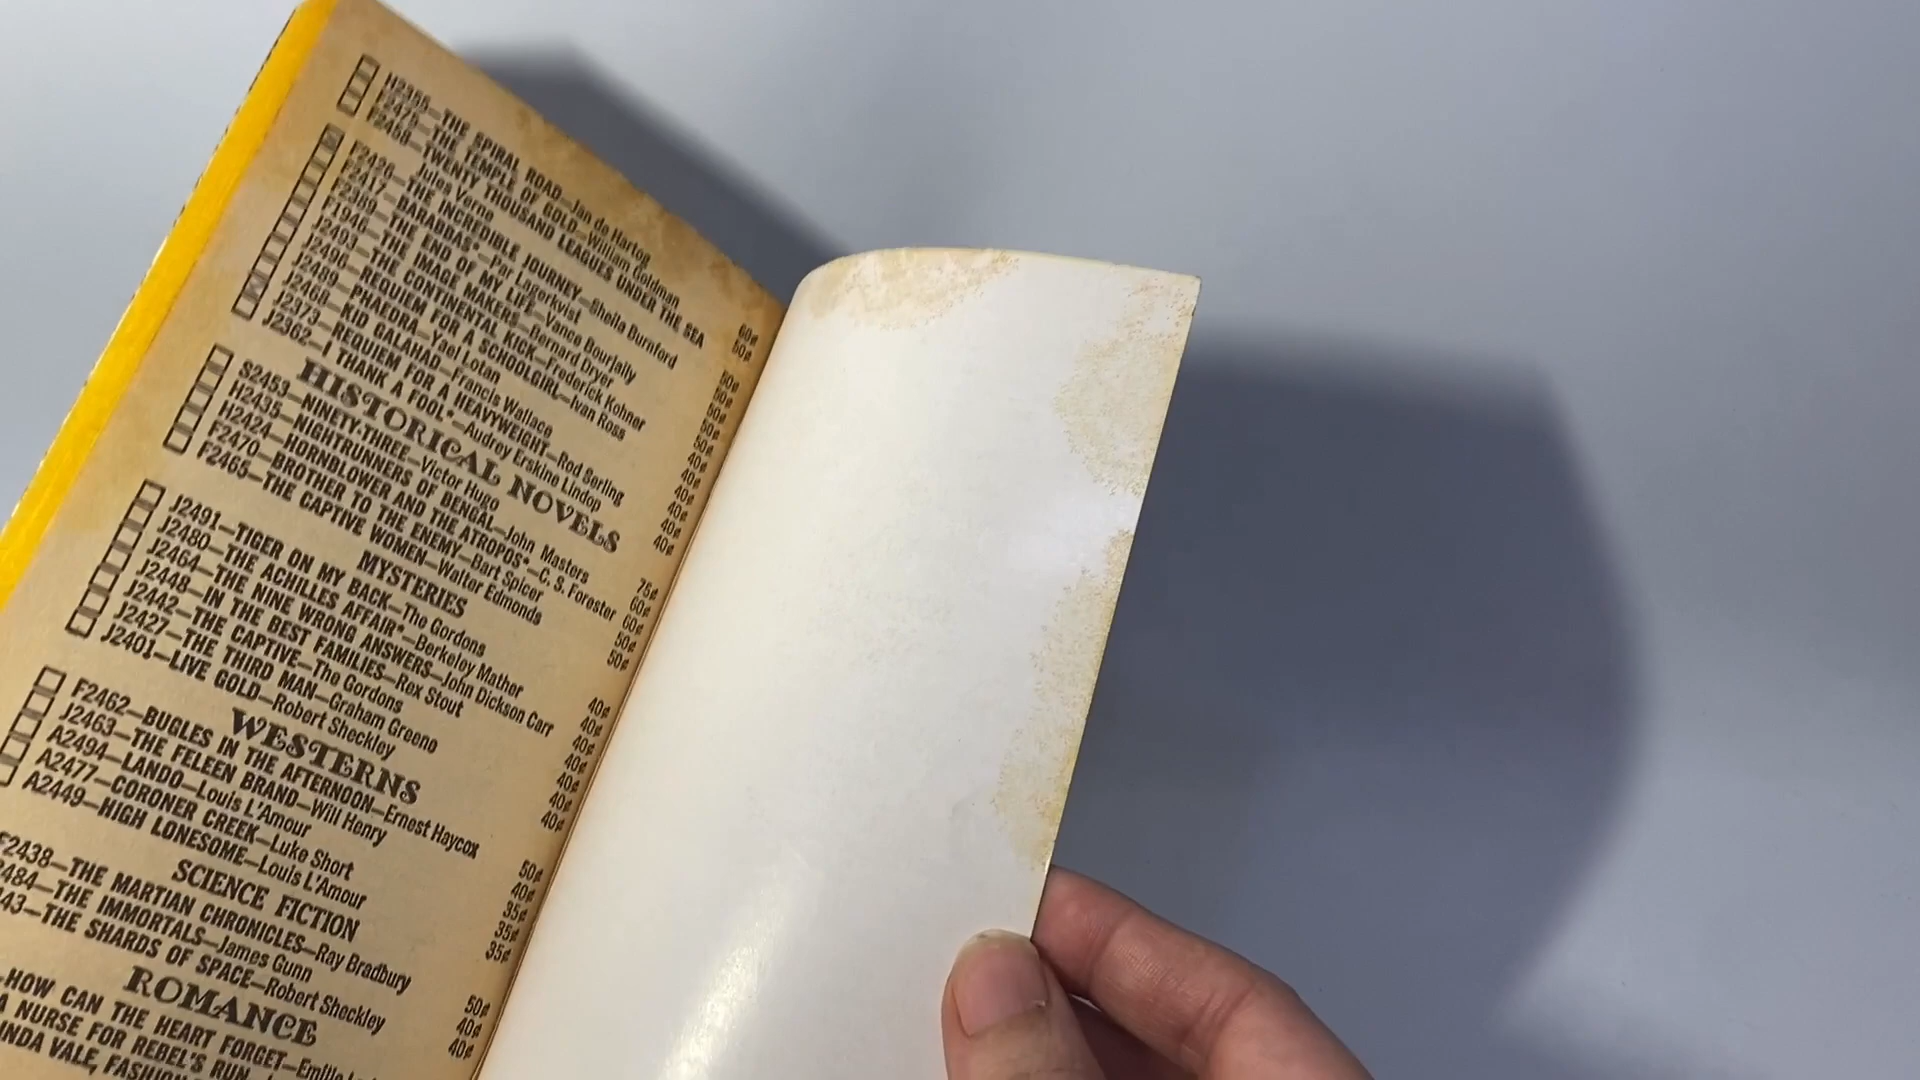 H2355—THE SPIRAL ROAD—Jan de Hartog 60¢
F2475—THE TEMPLE OF GOLD—William Goldman 50¢
F2458—TWENTY THOUSAND LEAGUES UNDER THE SEA
Jules Verne 50¢
F2426—THE INCREDIBLE JOURNEY—Sheila Burnford 50¢
F2417—BARABBAS*—Par Lagerkvist 50¢
F2389—THE END OF MY LIFE—Vance Bourjaily 50¢
F1946—THE IMAGE MAKERS—Bernard Dryer 50¢
J2403—THE CONTINENTAL KICK—Frederick Kohner 40¢
J2496—REQUIEM FOR A SCHOOLGIRL—Ivan Ross 40¢
J2489—PHAEDRA—Yael Lotan 40¢
J2468—KID GALAHAD—Francis Wallace 40¢
J2373—REQUIEM FOR A HEAVYWEIGHT—Rod Serling 40¢
J2362—I THANK A FOOL*—Audrey Erskine Lindop 40¢
HISTORICAL NOVELS
S2453—NINETY-THREE—Victor Hugo 75¢
H2435—NIGHTRUNNERS OF BENGAL—John Masters 60¢
H2424—HORNBLOWER AND THE ATROPOS*—C. S. Forester 60¢
F2470—BROTHER TO THE ENEMY—Bart Spicer 50¢
F2465—THE CAPTIVE WOMEN—Walter Edmonds 50¢
MYSTERIES
J2491—TIGER ON MY BACK—The Gordons 40¢
J2480—THE ACHILLES AFFAIR*—Berkeley Mather 40¢
J2464—THE NINE WRONG ANSWERS—John Dickson Carr 40¢
J2448—IN THE BEST FAMILIES—Rex Stout 40¢
J2442—THE CAPTIVE—The Gordons 40¢
J2427—THE THIRD MAN—Graham Greene 40¢
J2401—LIVE GOLD—Robert Sheckley 40¢
WESTERNS
F2462—BUGLES IN THE AFTERNOON—Ernest Haycox 50¢
J2463—THE FELEEN BRAND—Will Henry 40¢
A2494—LANDO—Louis L'Amour 35¢
A2477—CORONER CREEK—Luke Short 35¢
A2449—HIGH LONESOME—Louis L'Amour 35¢
SCIENCE FICTION
F2438—THE MARTIAN CHRONICLES—Ray Bradbury 50¢
2484—THE IMMORTALS—James Gunn 40¢
43—THE SHARDS OF SPACE—Robert Sheckley 40¢
ROMANCE
HOW CAN THE HEART FORGET—Emilie
A NURSE FOR REBEL'S RUN
INDA VALE, FASHION